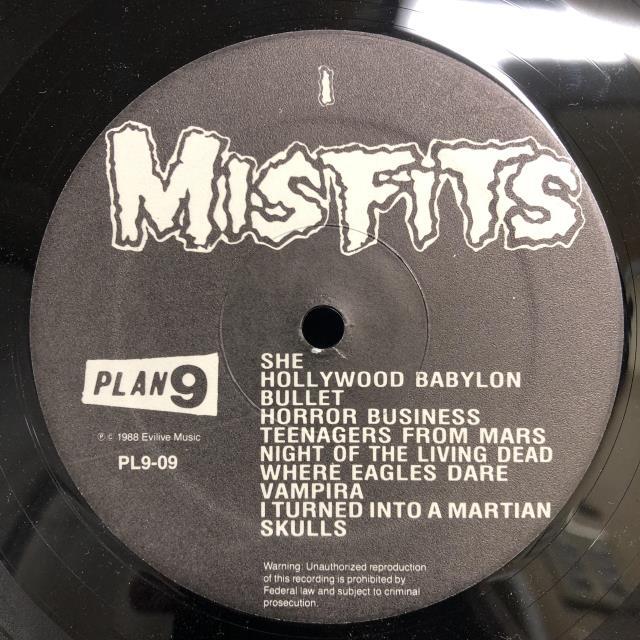 I
MISFITS
PLAN 9
℗ © 1988 Evilive Music
PL9-09
SHE
HOLLYWOOD BABYLON
BULLET
HORROR BUSINESS
TEENAGERS FROM MARS
NIGHT OF THE LIVING DEAD
WHERE EAGLES DARE
VAMPIRA
I TURNED INTO A MARTIAN
SKULLS
Warning: Unauthorized reproduction
of this recording is prohibited by
Federal law and subject to criminal
prosecution.